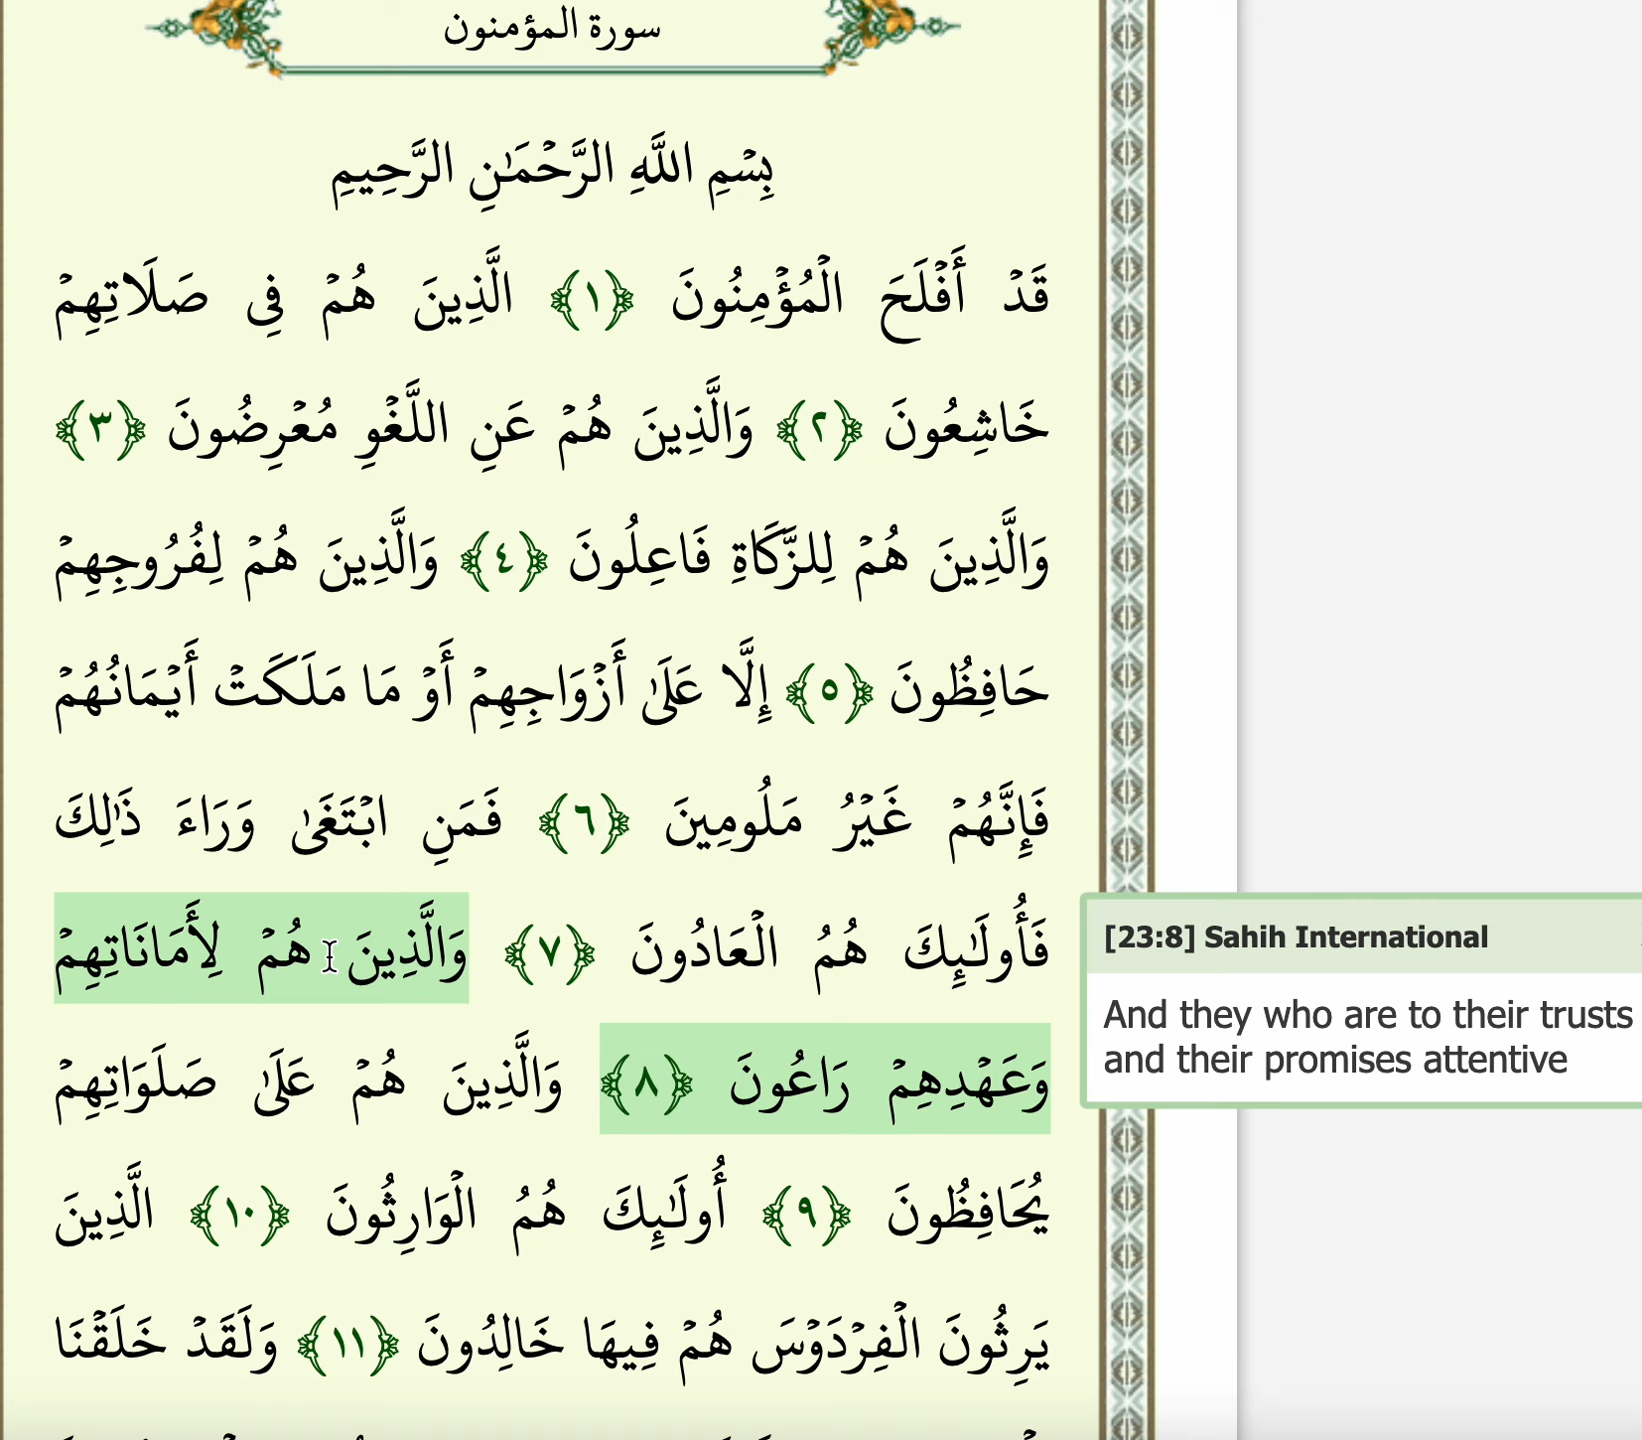 سورة المؤمنون
بِسْمِ اللَّهِ الرَّحْمَٰنِ الرَّحِيمِ
قَدْ أَفْلَحَ الْمُؤْمِنُونَ ﴿١﴾ الَّذِينَ هُمْ فِي صَلَاتِهِمْ
خَاشِعُونَ ﴿٢﴾ وَالَّذِينَ هُمْ عَنِ اللَّغْوِ مُعْرِضُونَ ﴿٣﴾
وَالَّذِينَ هُمْ لِلزَّكَاةِ فَاعِلُونَ ﴿٤﴾ وَالَّذِينَ هُمْ لِفُرُوجِهِمْ
حَافِظُونَ ﴿٥﴾ إِلَّا عَلَىٰ أَزْوَاجِهِمْ أَوْ مَا مَلَكَتْ أَيْمَانُهُمْ
فَإِنَّهُمْ غَيْرُ مَلُومِينَ ﴿٦﴾ فَمَنِ ابْتَغَىٰ وَرَاءَ ذَٰلِكَ
فَأُولَٰئِكَ هُمُ الْعَادُونَ ﴿٧﴾ وَالَّذِينَ هُمْ لِأَمَانَاتِهِمْ
[23:8] Sahih International
And they who are to their trusts
and their promises attentive
وَعَهْدِهِمْ رَاعُونَ ﴿٨﴾ وَالَّذِينَ هُمْ عَلَىٰ صَلَوَاتِهِمْ
يُحَافِظُونَ ﴿٩﴾ أُولَٰئِكَ هُمُ الْوَارِثُونَ ﴿١٠﴾ الَّذِينَ
يَرِثُونَ الْفِرْدَوْسَ هُمْ فِيهَا خَالِدُونَ ﴿١١﴾ وَلَقَدْ خَلَقْنَا